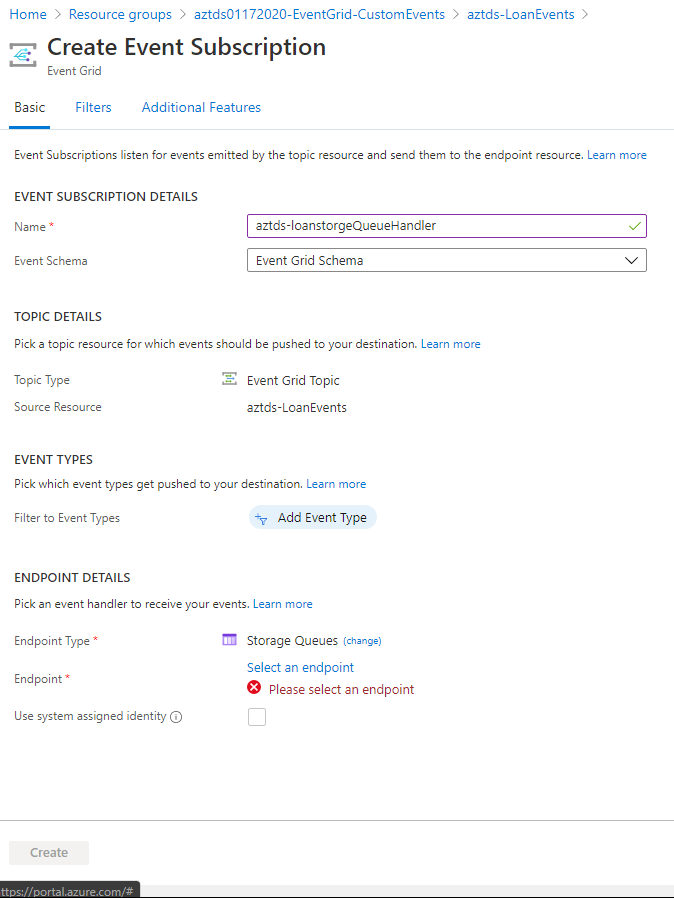 Home > Resource groups > aztds01172020-EventGrid-CustomEvents > aztds-LoanEvents >
Create Event Subscription
Event Grid
Basic Filters Additional Features
Event Subscriptions listen for events emitted by the topic resource and send them to the endpoint resource. Learn more
EVENT SUBSCRIPTION DETAILS
Name * aztds-loanstorgeQueueHandler
Event Schema Event Grid Schema
TOPIC DETAILS
Pick a topic resource for which events should be pushed to your destination. Learn more
Topic Type Event Grid Topic
Source Resource aztds-LoanEvents
EVENT TYPES
Pick which event types get pushed to your destination. Learn more
Filter to Event Types Add Event Type
ENDPOINT DETAILS
Pick an event handler to receive your events. Learn more
Endpoint Type * Storage Queues (change)
Select an endpoint
Endpoint *
Please select an endpoint
Use system assigned identity
Create
ttps://portal.azure.com/#